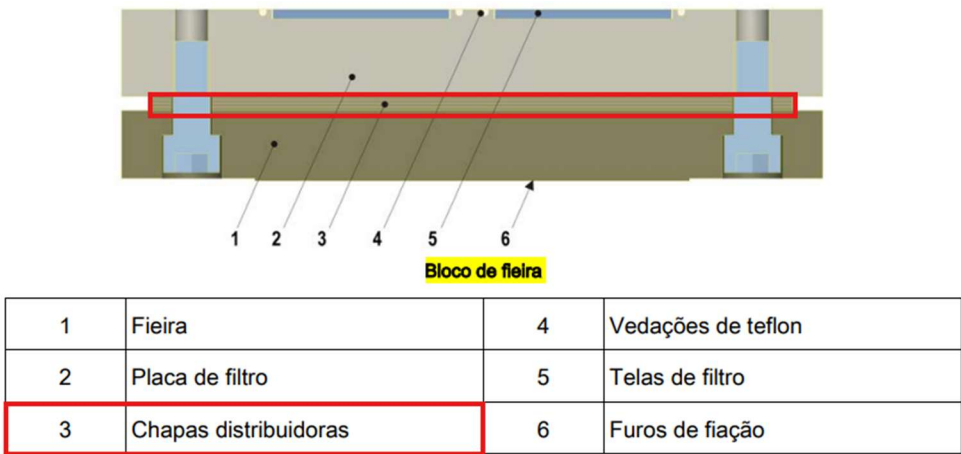 1 2 3 4 5 6
Bloco de fieira
1 Fieira 4 Vedações de teflon
2 Placa de filtro 5 Telas de filtro
3 Chapas distribuidoras 6 Furos de fiação